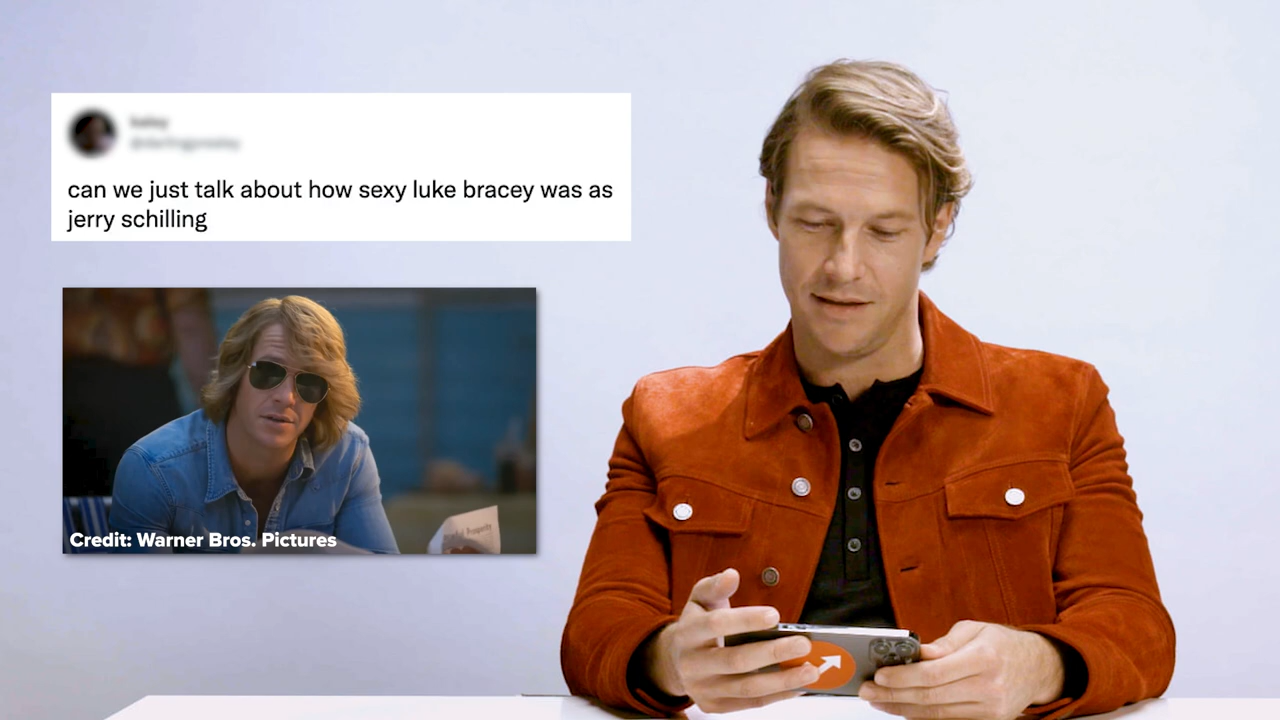 can we just talk about how sexy luke bracey was as
jerry schilling
Credit: Warner Bros. Pictures